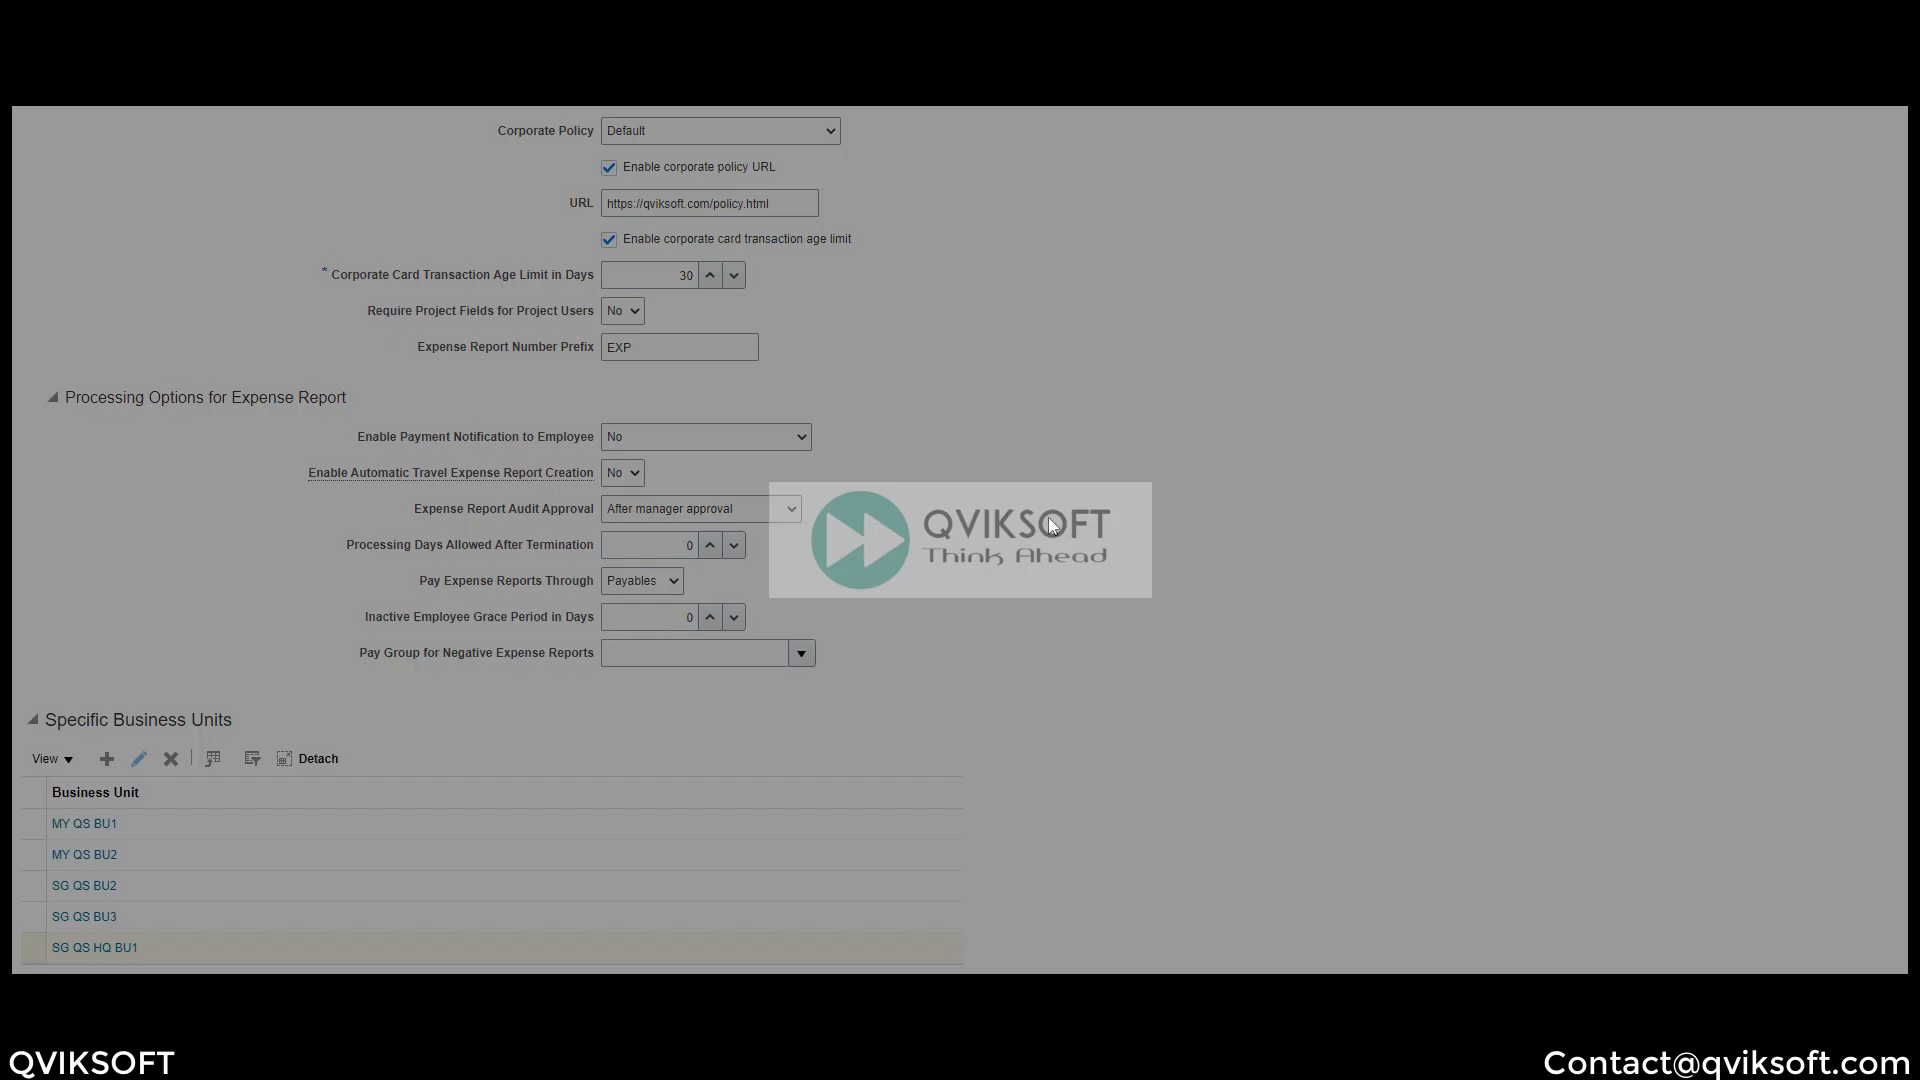 Corporate Policy Default
Enable corporate policy URL
URL https://qviksoft.com/policy.html
Enable corporate card transaction age limit
* Corporate Card Transaction Age Limit in Days 30
Require Project Fields for Project Users No
Expense Report Number Prefix EXP
Processing Options for Expense Report
Enable Payment Notification to Employee No
Enable Automatic Travel Expense Report Creation No
Expense Report Audit Approval After manager approval
Processing Days Allowed After Termination 0
Pay Expense Reports Through Payables
Inactive Employee Grace Period in Days 0
Pay Group for Negative Expense Reports
QVIKSOFT
Think Ahead
Specific Business Units
View Detach
Business Unit
MY QS BU1
MY QS BU2
SG QS BU2
SG QS BU3
SG QS HQ BU1
QVIKSOFT Contact@qviksoft.com